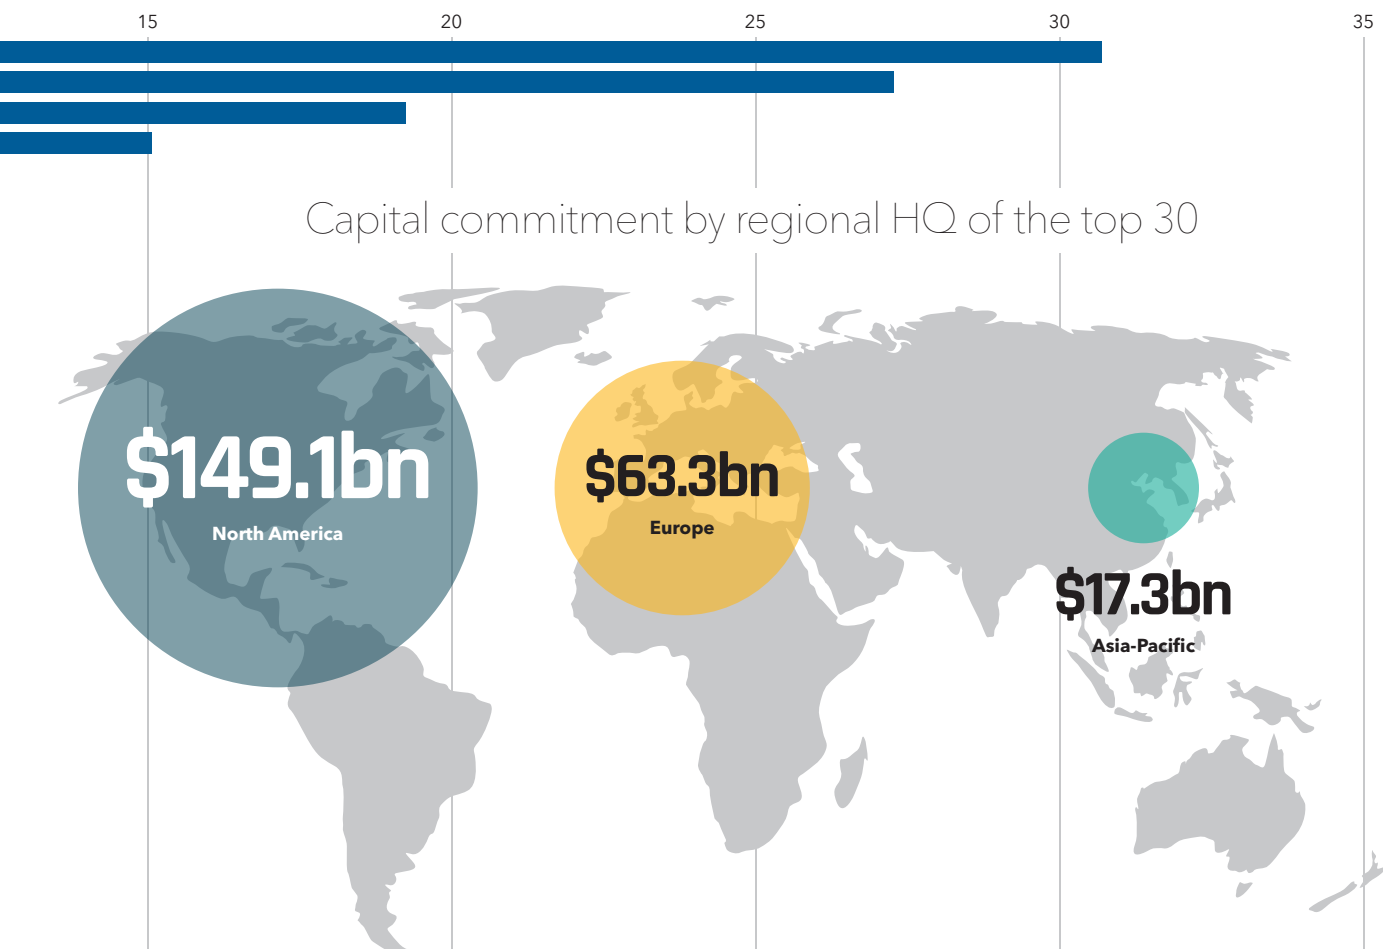 15 20 25 30 35
Capital commitment by regional HQ of the top 30
$149.1bn
North America
$63.3bn
Europe
$17.3bn
Asia-Pacific